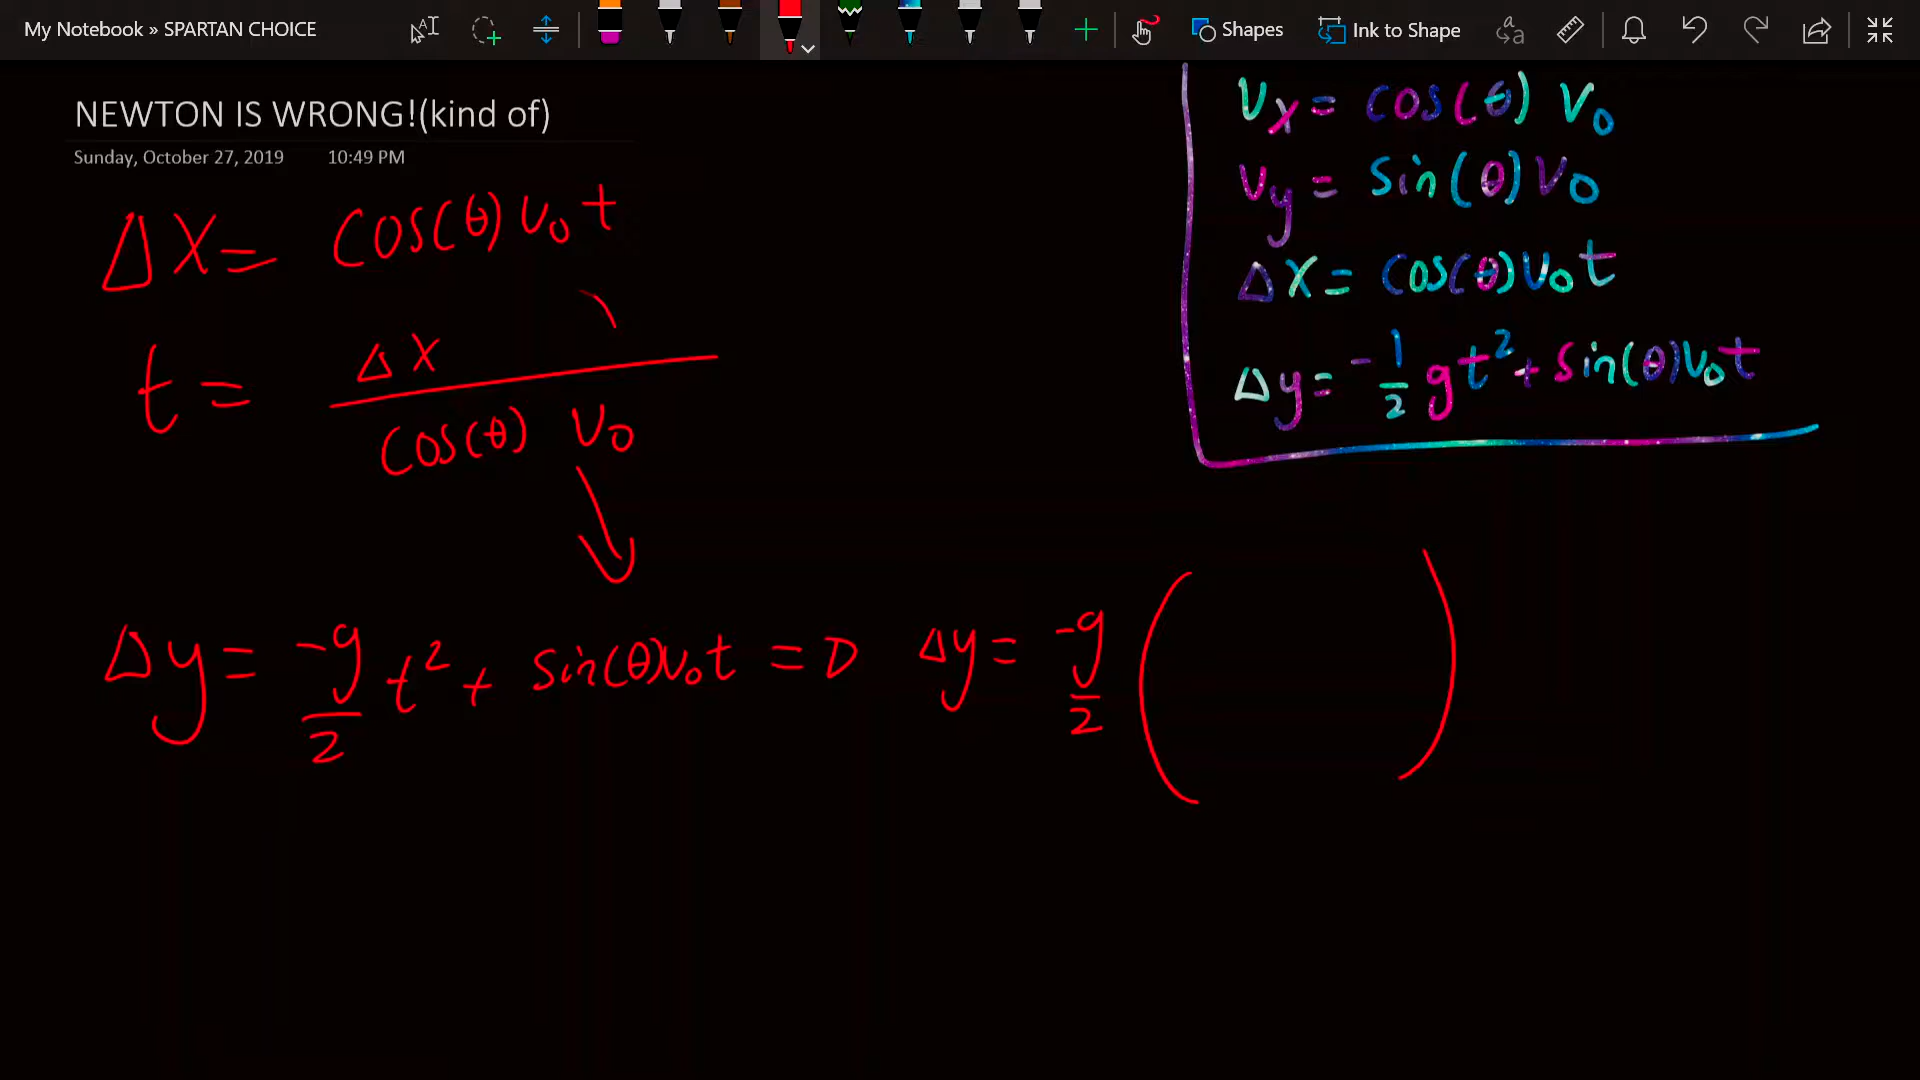 My Notebook » SPARTAN CHOICE
Shapes
Ink to Shape
NEWTON IS WRONG!(kind of)
Sunday, October 27, 2019 10:49 PM
Vx = cos(θ) V₀
Vy = sin(θ) V₀
Δx = cos(θ)V₀t
Δy = -1/2 gt² + sin(θ)V₀t
Δx = cos(θ) V₀ t
t = Δx / cos(θ) V₀
Δy = -g/2 t² + sin(θ)V₀t =D Δy = -g/2 ( )